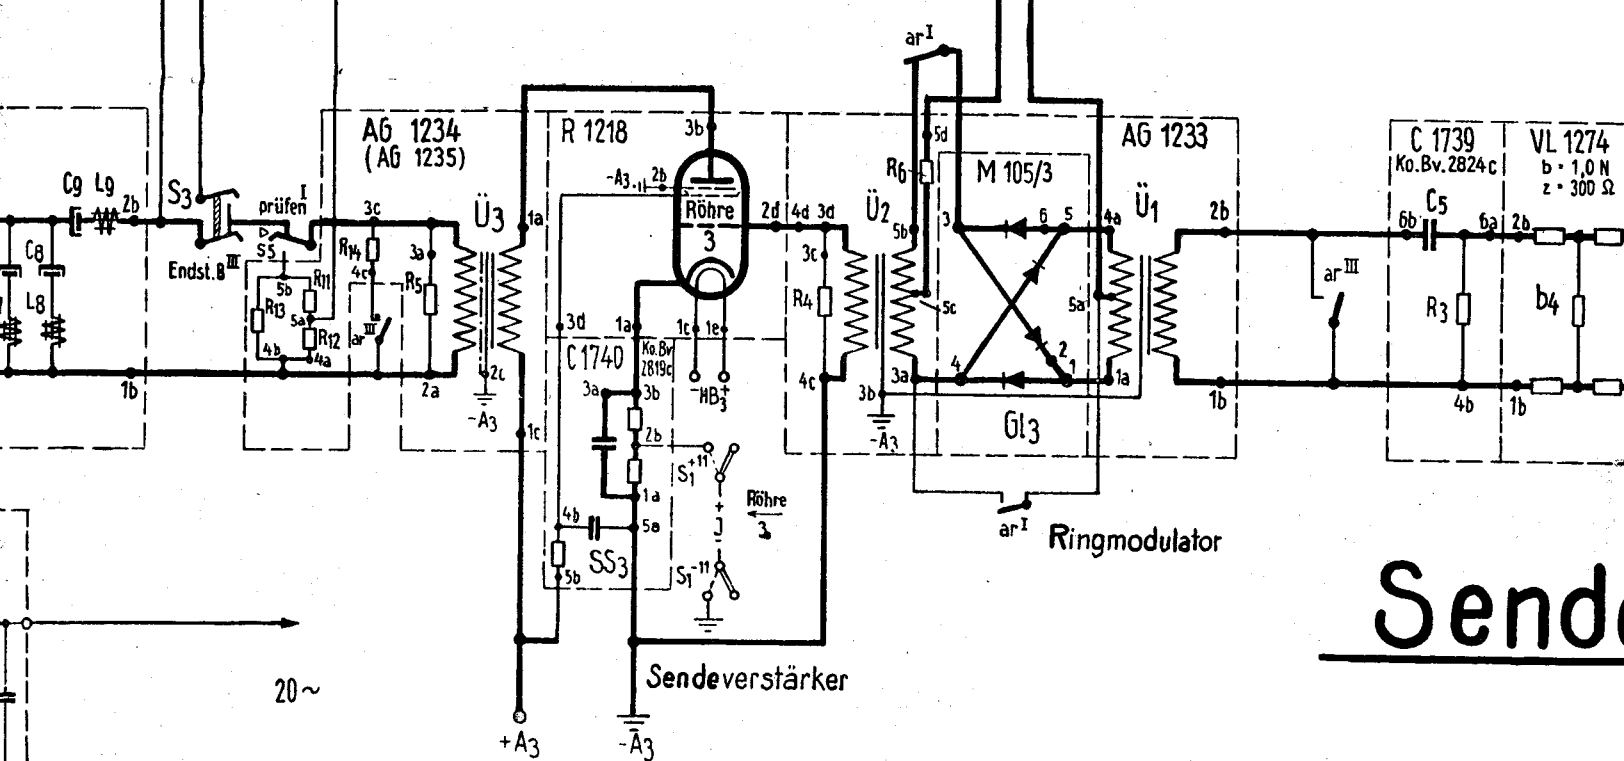 ar I
AG 1234
(AG 1235)
R 1218
3b
5d
AG 1233
C 1739
Ko.Bv.2824c
VL 1274
b = 1,0 N
z = 300 Ω
C9 L9
2b
S3
prüfen I
3c
Ü3
1a
-A3
2b
Röhre
3
2d 4d 3d
Ü2
R6
M 105/3
5b
3
6 5
4a
Ü1
2b
C5
6b
6a
2b
C8
L8
Endst.B III
S5
R14
4c
3a
R5
5b
R11
R13
5a
R12
4b
4a
ar III
3c
R4
5c
5a
ar III
R3
b4
1b
2a
2c
-A3
3d
1a
1c
1e
C 1740
Ko.Bv
2819c
3a
3b
-HB3+
4c
3a
4
2
1
1a
3b
-A3
Gl3
1b
4b
1b
1c
2b
S1 +11
1a
4b
5a
SS3
5b
+
J
-
S1 -11
Röhre
3
ar I
Ringmodulator
Sende
Sendeverstärker
20~
+A3
-A3